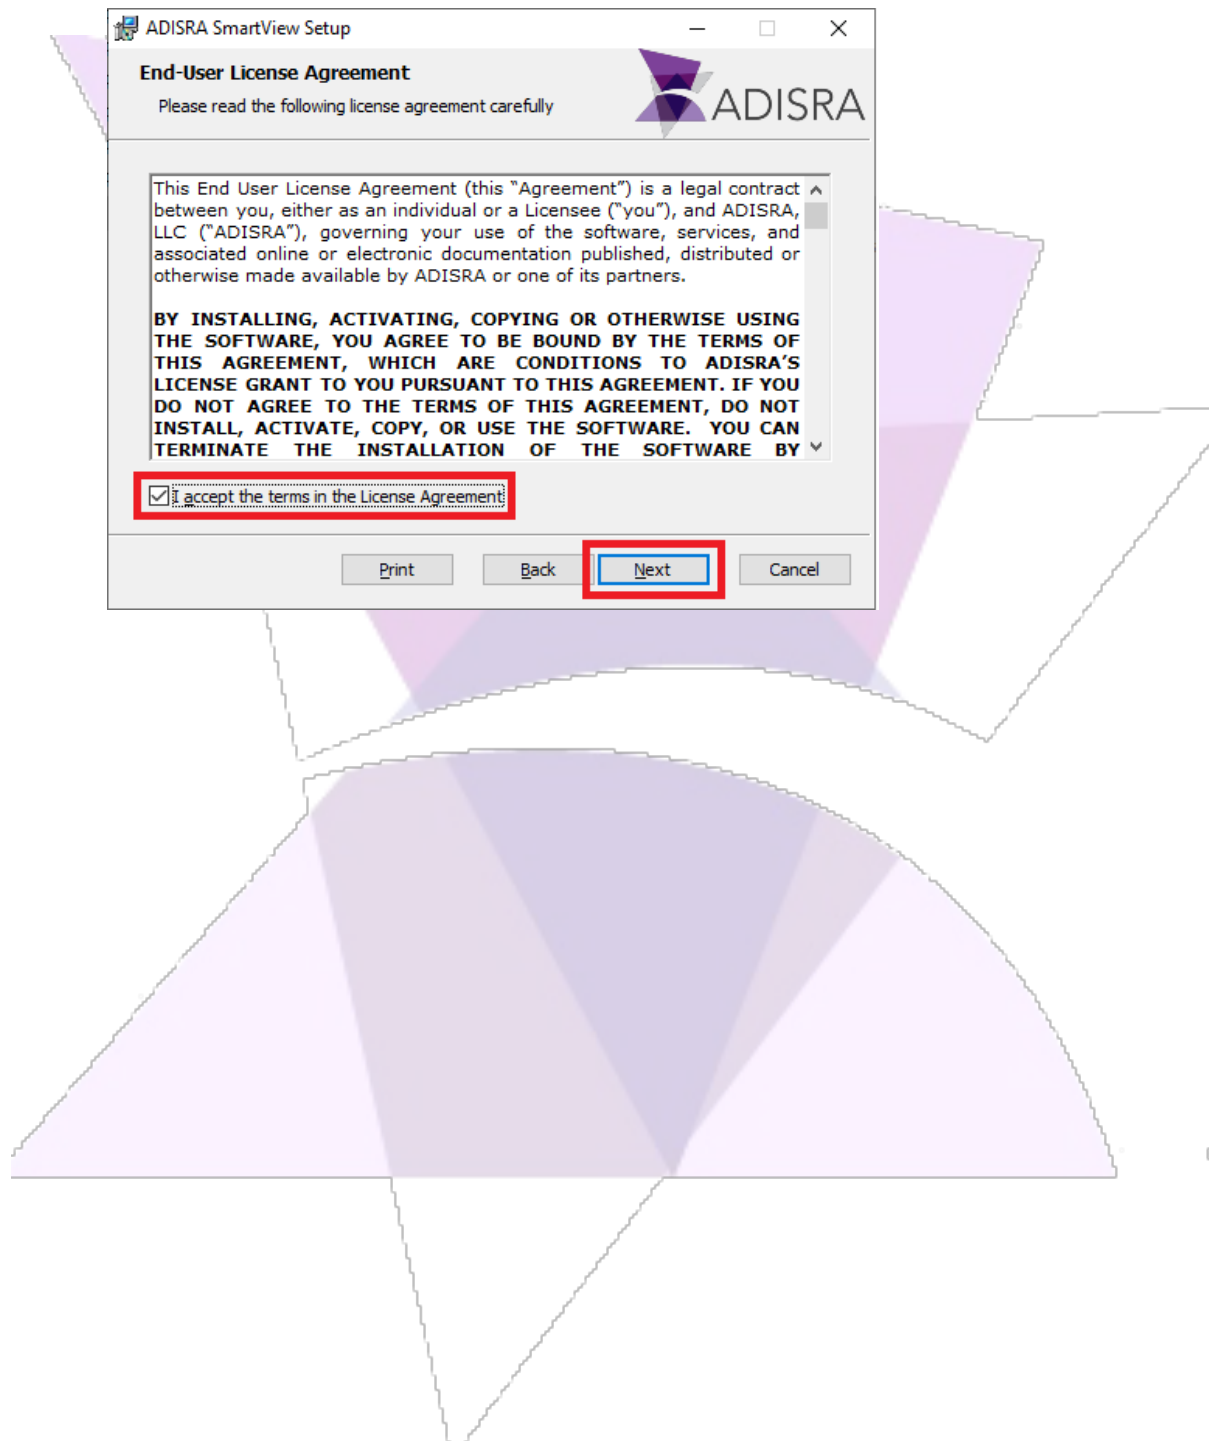 ADISRA SmartView Setup
End-User License Agreement
Please read the following license agreement carefully
ADISRA
This End User License Agreement (this “Agreement”) is a legal contract
between you, either as an individual or a Licensee (“you”), and ADISRA,
LLC (“ADISRA”), governing your use of the software, services, and
associated online or electronic documentation published, distributed or
otherwise made available by ADISRA or one of its partners.
BY INSTALLING, ACTIVATING, COPYING OR OTHERWISE USING
THE SOFTWARE, YOU AGREE TO BE BOUND BY THE TERMS OF
THIS AGREEMENT, WHICH ARE CONDITIONS TO ADISRA’S
LICENSE GRANT TO YOU PURSUANT TO THIS AGREEMENT. IF YOU
DO NOT AGREE TO THE TERMS OF THIS AGREEMENT, DO NOT
INSTALL, ACTIVATE, COPY, OR USE THE SOFTWARE. YOU CAN
TERMINATE THE INSTALLATION OF THE SOFTWARE BY
I accept the terms in the License Agreement
Print Back Next Cancel